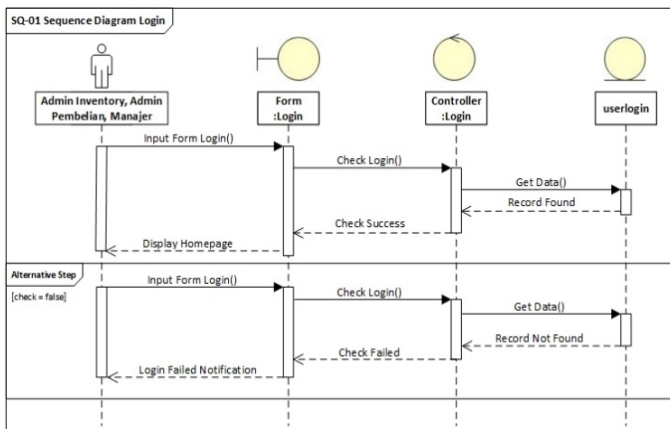 SQ-01 Sequence Diagram Login
Admin Inventory, Admin
Pembelian, Manajer
Form
:Login
Controller
:Login
userlogin
Input Form Login()
Check Login()
Get Data()
Record Found
Check Success
Display Homepage
Alternative Step
[check = false]
Input Form Login()
Check Login()
Get Data()
Record Not Found
Check Failed
Login Failed Notification